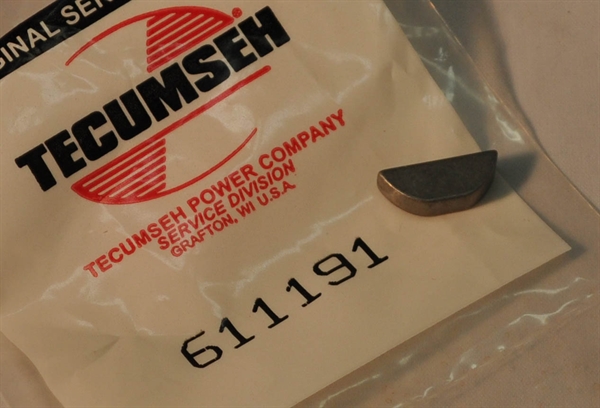 TECUMSEH
TECUMSEH POWER COMPANY
SERVICE DIVISION
GRAFTON, WI U.S.A.
611191